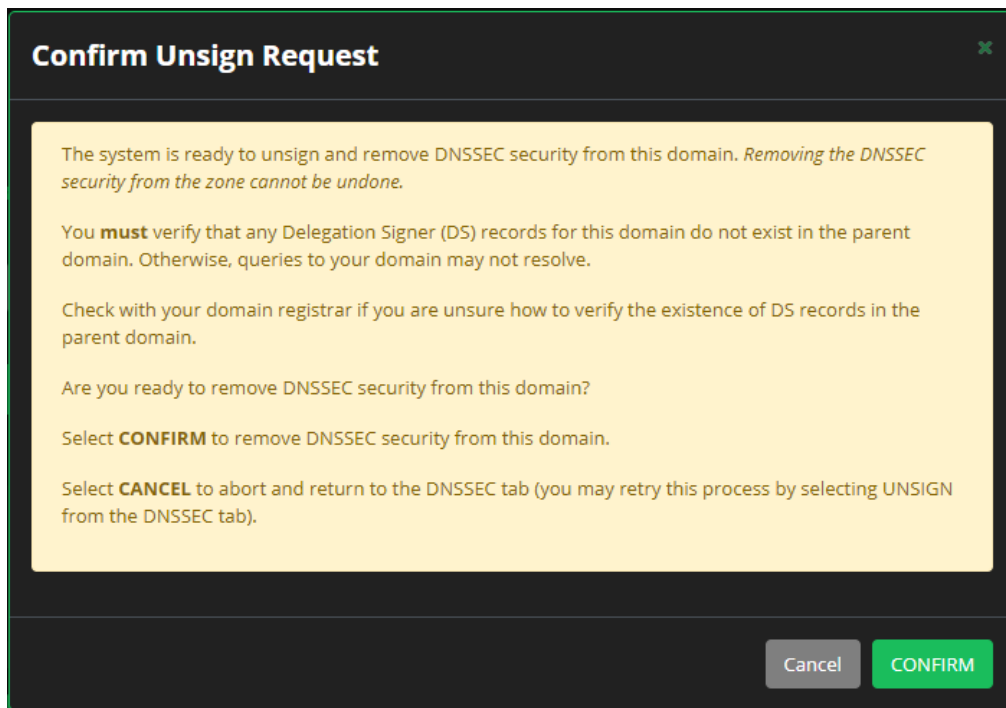 Confirm Unsign Request
The system is ready to unsign and remove DNSSEC security from this domain. Removing the DNSSEC
security from the zone cannot be undone.
You must verify that any Delegation Signer (DS) records for this domain do not exist in the parent
domain. Otherwise, queries to your domain may not resolve.
Check with your domain registrar if you are unsure how to verify the existence of DS records in the
parent domain.
Are you ready to remove DNSSEC security from this domain?
Select CONFIRM to remove DNSSEC security from this domain.
Select CANCEL to abort and return to the DNSSEC tab (you may retry this process by selecting UNSIGN
from the DNSSEC tab).
Cancel CONFIRM